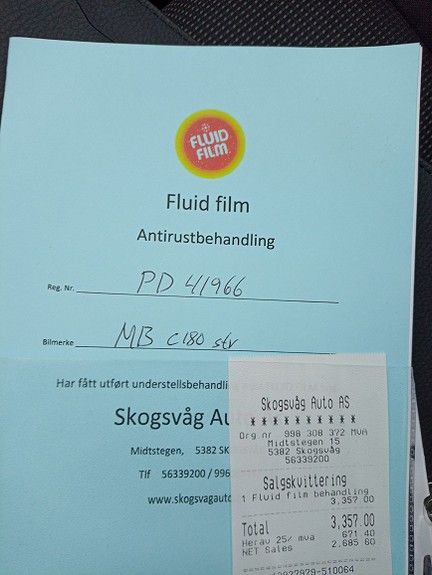 FLUID
FILM
Fluid film
Antirustbehandling
Reg. Nr. PD 41966
Bilmerke MB C180 str
Har fått utført understellsbehandling
Skogsvåg Au
Midtstegen, 5382 Sk
Tlf 56339200 / 996
www.skogsvagauto
Skogsvåg Auto AS
* * * * * * * * * *
Org.nr 998 308 372 MVA
Midtstegen 15
5382 Skogsvåg
56339200
Salgskvittering
1 Fluid film behandling
3,357.00
Total 3,357.00
Herav 25% mva 671.40
NET Sales 2,685.60